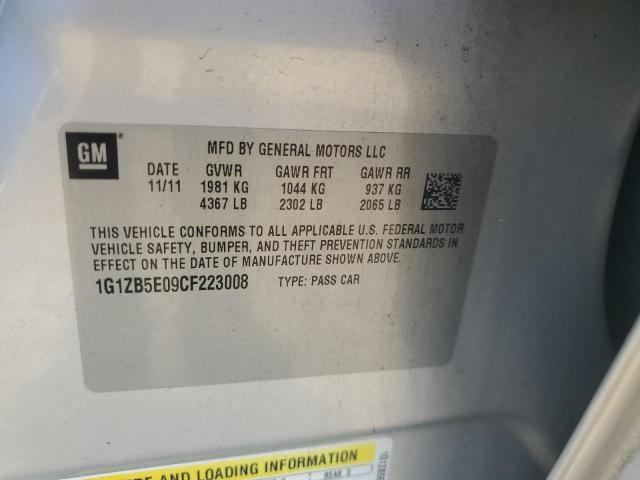 GM
MFD BY GENERAL MOTORS LLC
DATE GVWR GAWR FRT GAWR RR
11/11 1981 KG 1044 KG 937 KG
4367 LB 2302 LB 2065 LB
THIS VEHICLE CONFORMS TO ALL APPLICABLE U.S. FEDERAL MOTOR
VEHICLE SAFETY, BUMPER, AND THEFT PREVENTION STANDARDS IN
EFFECT ON THE DATE OF MANUFACTURE SHOWN ABOVE.
1G1ZB5E09CF223008 TYPE: PASS CAR
AND LOADING INFORMATION